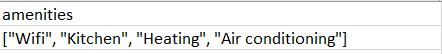 amenities
["Wifi", "Kitchen", "Heating", "Air conditioning"]